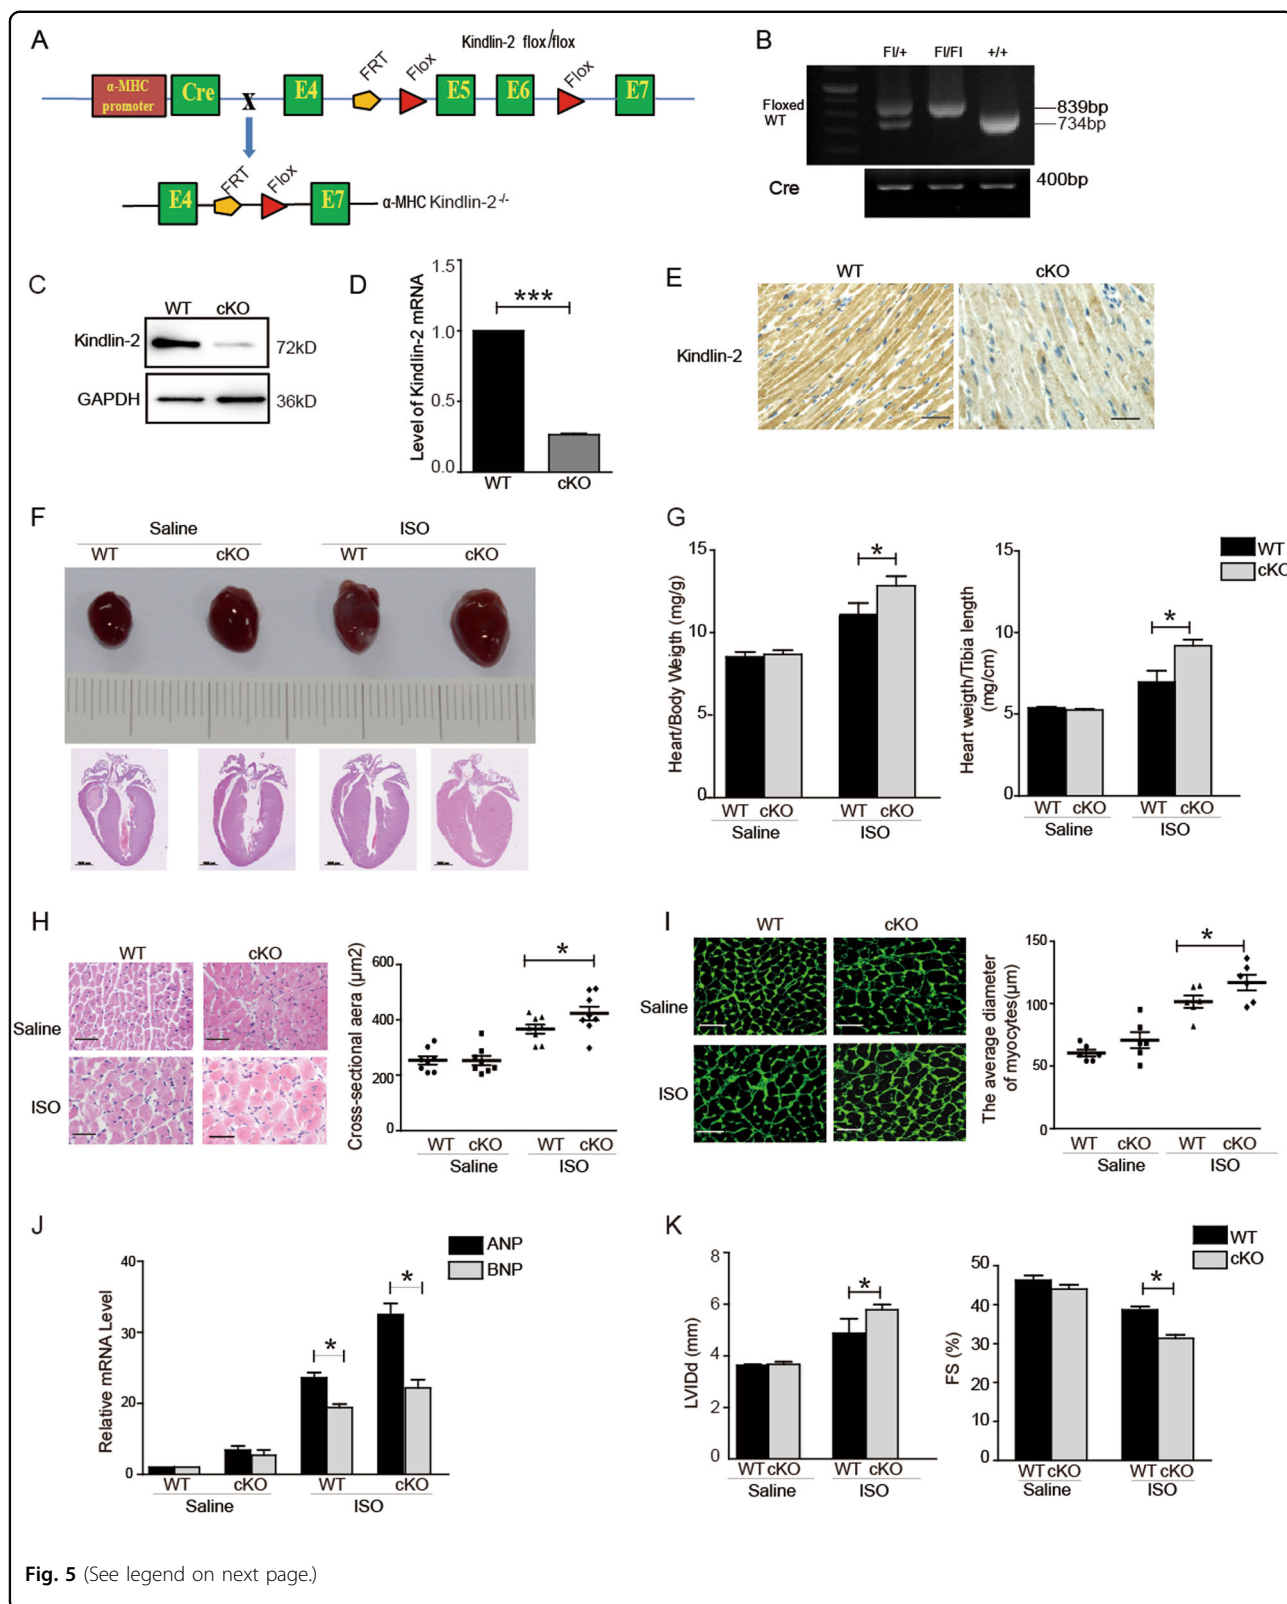 A
Kindlin-2 flox/flox
α-MHC
promoter
Cre
X
E4
FRT
Flox
E5
E6
Flox
E7
E4
FRT
Flox
E7
α-MHC Kindlin-2-/-
B
Fl/+ Fl/Fl +/+
Floxed
WT
839bp
734bp
Cre
400bp
C
WT cKO
Kindlin-2
72kD
GAPDH
36kD
D
Level of Kindlin-2 mRNA
1.5
1.0
0.5
0.0
***
WT cKO
E
WT cKO
Kindlin-2
F
Saline ISO
WT cKO WT cKO
G
Heart/Body Weigth (mg/g)
15
10
5
0
*
WT cKO WT cKO
Saline ISO
Heart weigth/Tibia length
(mg/cm)
15
10
5
0
*
WT cKO WT cKO
Saline ISO
WT
cKO
H
WT cKO
Saline
ISO
Cross-sectional aera (µm2)
600
400
200
0
*
WT cKO WT cKO
Saline ISO
I
WT cKO
Saline
ISO
The average diameter
of myocytes(µm)
150
100
50
0
*
WT cKO WT cKO
Saline ISO
J
ANP
BNP
Relative mRNA Level
40
30
20
10
0
*
*
WT cKO WT cKO
Saline ISO
K
LVIDd (mm)
8
6
4
2
0
*
WT cKO WT cKO
Saline ISO
WT
cKO
FS (%)
50
40
30
20
10
0
*
WT cKO WT cKO
Saline ISO
Fig. 5 (See legend on next page.)